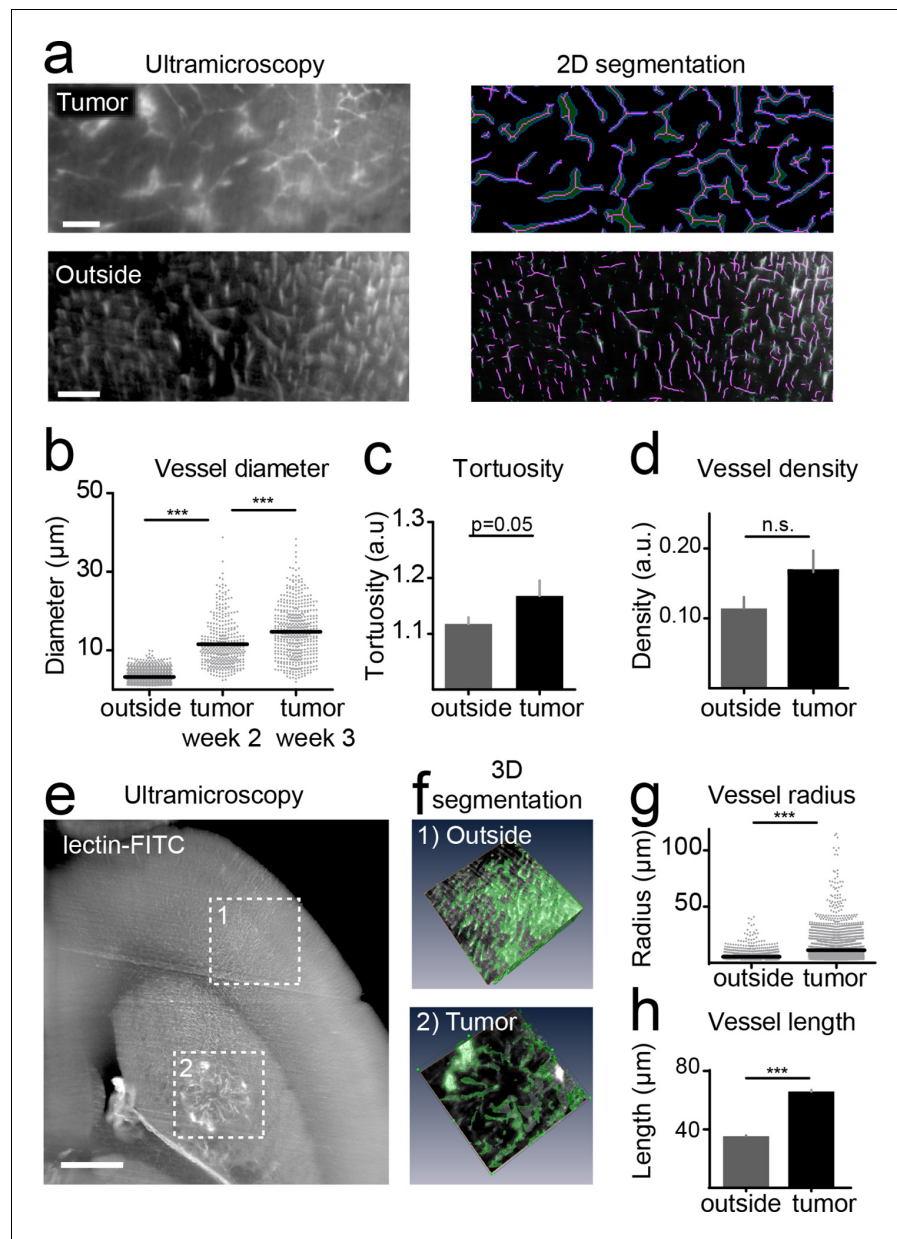 a
Ultramicroscopy
2D segmentation
Tumor
Outside
b
Vessel diameter
Diameter (µm)
50
30
10
***
***
outside
tumor
week 2
tumor
week 3
c
Tortuosity
Tortuosity (a.u)
1.3
1.2
1.1
p=0.05
outside
tumor
d
Vessel density
Density (a.u.)
0.20
0.10
n.s.
outside
tumor
e
Ultramicroscopy
lectin-FITC
1
2
f
3D
segmentation
1) Outside
2) Tumor
g
Vessel radius
Radius (µm)
100
50
***
outside
tumor
h
Vessel length
Length (µm)
80
40
***
outside
tumor